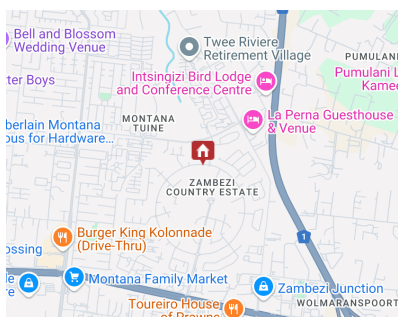 Bell and Blossom
Wedding Venue
Twee Riviere
Retirement Village
PUMULANI
ter Boys
Intsingizi Bird Lodge
and Conference Centre
Pumulani L
Kamee
La Perna Guesthouse
& Venue
MONTANA
TUINE
berlain Montana
ous for Hardware...
ZAMBEZI
COUNTRY ESTATE
Burger King Kolonnade
(Drive-Thru)
1
ossing
Montana Family Market
Zambezi Junction
e
re
WOLMARANSPOORT
Toureiro House
of Prawns